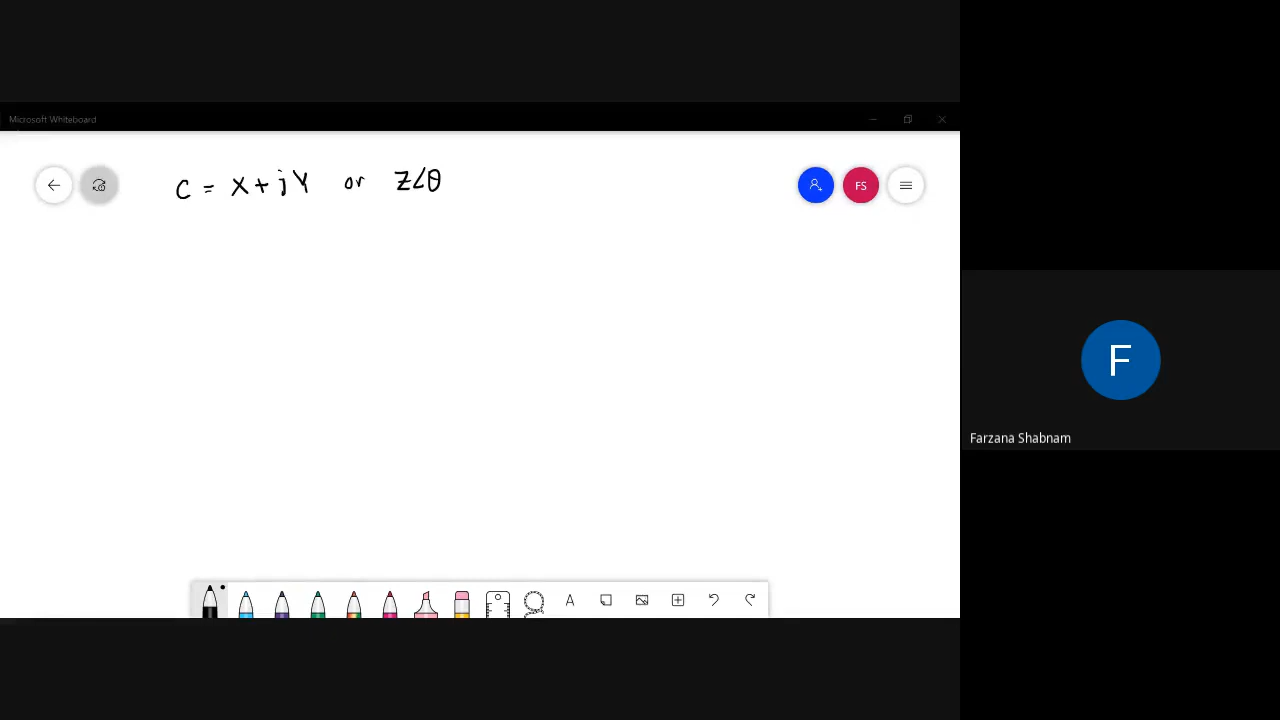 Microsoft Whiteboard
C = X + jY or Z∠θ
FS
F
Farzana Shabnam
A